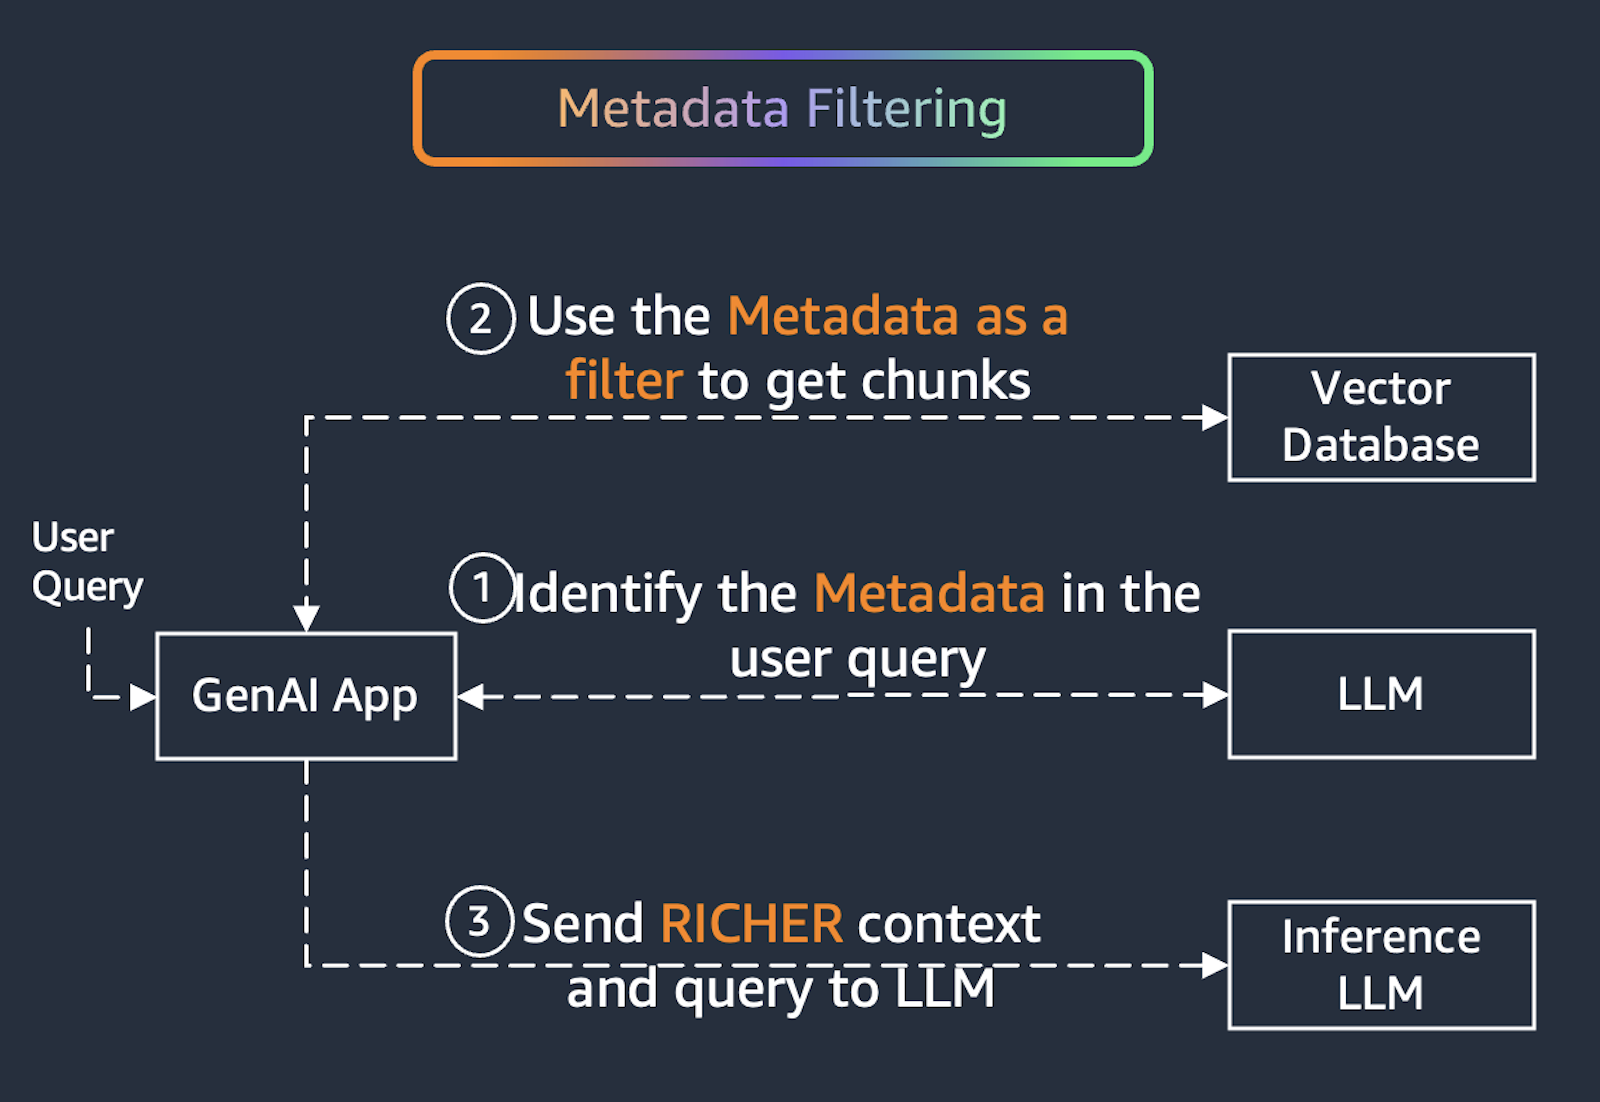 Metadata Filtering
2 Use the Metadata as a
filter to get chunks
Vector
Database
User
Query
1 Identify the Metadata in the
user query
GenAI App
LLM
3 Send RICHER context
and query to LLM
Inference
LLM